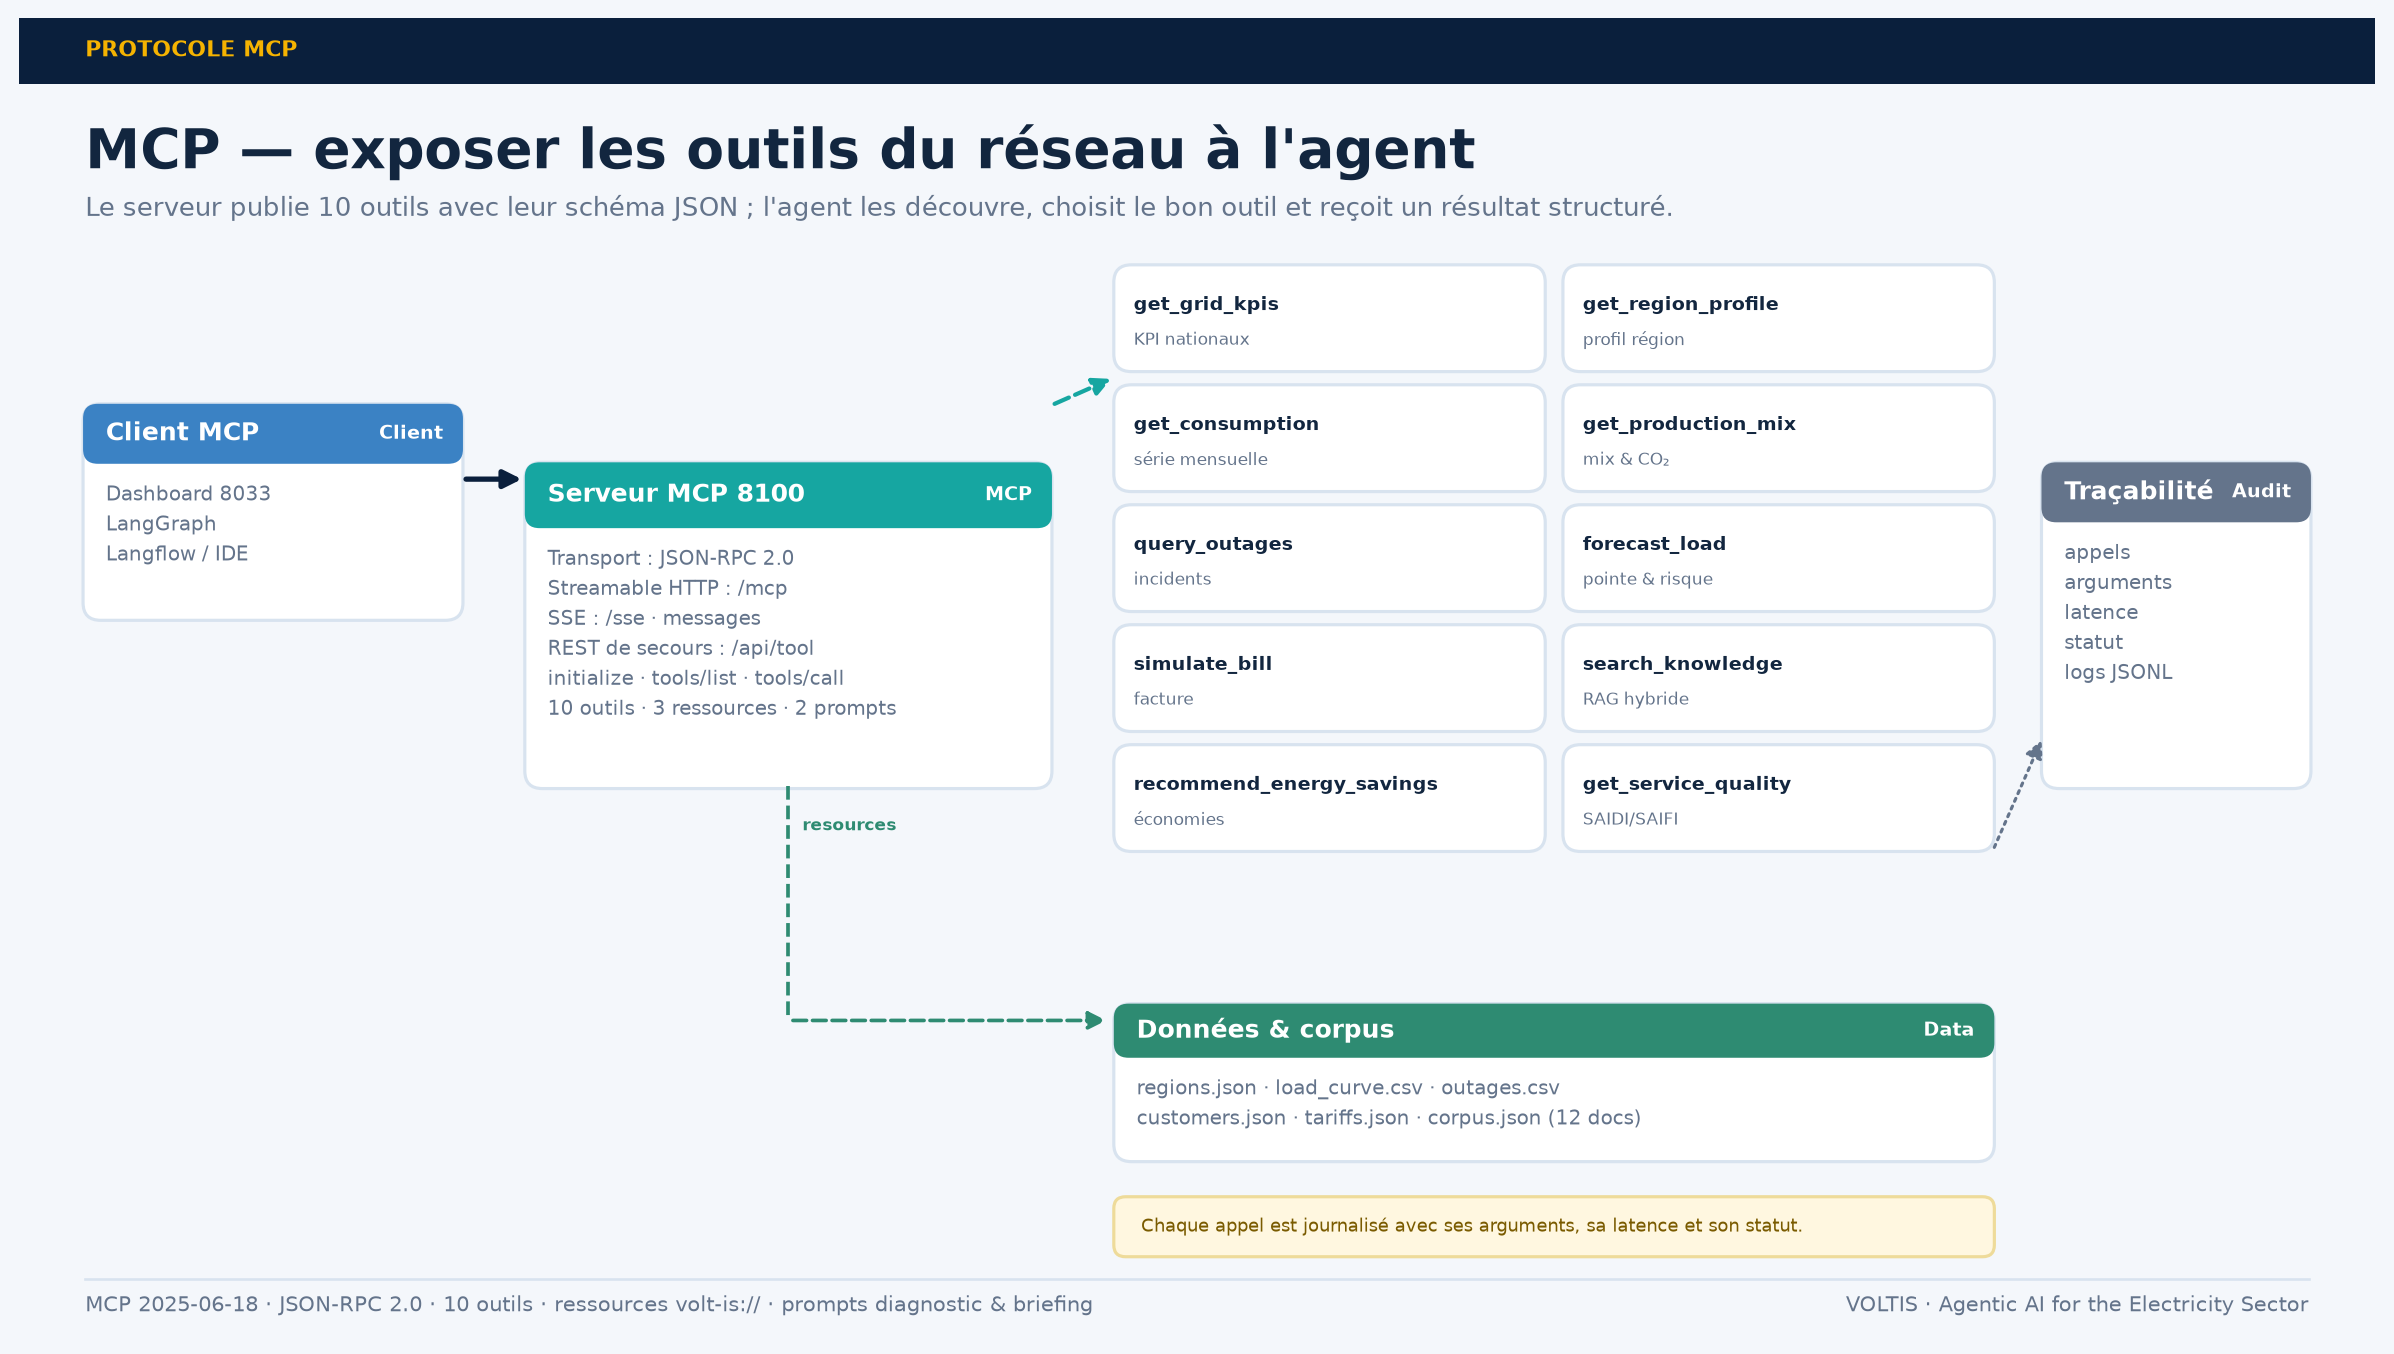 PROTOCOLE MCP
MCP — exposer les outils du réseau à l'agent
Le serveur publie 10 outils avec leur schéma JSON ; l'agent les découvre, choisit le bon outil et reçoit un résultat structuré.
Client MCP Client
Dashboard 8033
LangGraph
Langflow / IDE
Serveur MCP 8100 MCP
Transport : JSON-RPC 2.0
Streamable HTTP : /mcp
SSE : /sse · messages
REST de secours : /api/tool
initialize · tools/list · tools/call
10 outils · 3 ressources · 2 prompts
resources
get_grid_kpis
KPI nationaux
get_region_profile
profil région
get_consumption
série mensuelle
get_production_mix
mix & CO₂
query_outages
incidents
forecast_load
pointe & risque
simulate_bill
facture
search_knowledge
RAG hybride
recommend_energy_savings
économies
get_service_quality
SAIDI/SAIFI
Traçabilité Audit
appels
arguments
latence
statut
logs JSONL
Données & corpus Data
regions.json · load_curve.csv · outages.csv
customers.json · tariffs.json · corpus.json (12 docs)
Chaque appel est journalisé avec ses arguments, sa latence et son statut.
MCP 2025-06-18 · JSON-RPC 2.0 · 10 outils · ressources volt-is:// · prompts diagnostic & briefing
VOLTIS · Agentic AI for the Electricity Sector